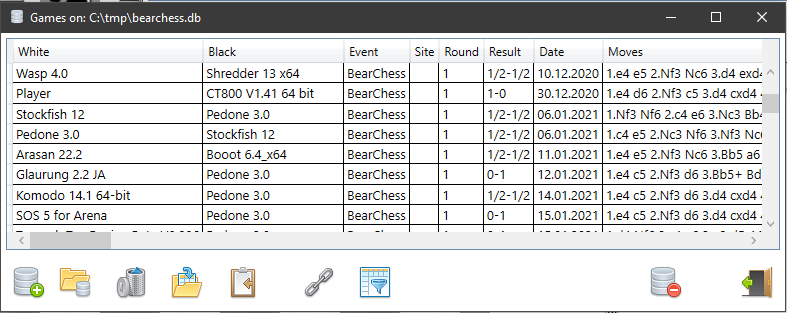 Games on: C:\tmp\bearchess.db
White Black Event Site Round Result Date Moves
Wasp 4.0 Shredder 13 x64 BearChess 1 1/2-1/2 10.12.2020 1.e4 e5 2.Nf3 Nc6 3.d4 exd4
Player CT800 V1.41 64 bit BearChess 1 1-0 30.12.2020 1.e4 d6 2.Nf3 c5 3.d4 cxd4 4
Stockfish 12 Pedone 3.0 BearChess 1 1/2-1/2 06.01.2021 1.Nf3 Nf6 2.c4 e6 3.Nc3 Bb4
Pedone 3.0 Stockfish 12 BearChess 1 1/2-1/2 06.01.2021 1.c4 e5 2.Nc3 Nf6 3.Nf3 Nc
Arasan 22.2 Booot 6.4_x64 BearChess 1 1/2-1/2 11.01.2021 1.e4 e5 2.Nf3 Nc6 3.Bb5 a6
Glaurung 2.2 JA Pedone 3.0 BearChess 1 0-1 12.01.2021 1.e4 c5 2.Nf3 d6 3.Bb5+ Bd
Komodo 14.1 64-bit Pedone 3.0 BearChess 1 1/2-1/2 14.01.2021 1.e4 c5 2.Nf3 d6 3.d4 cxd4
SOS 5 for Arena Pedone 3.0 BearChess 1 0-1 15.01.2021 1.e4 c5 2.Nf3 d6 3.d4 cxd4 4